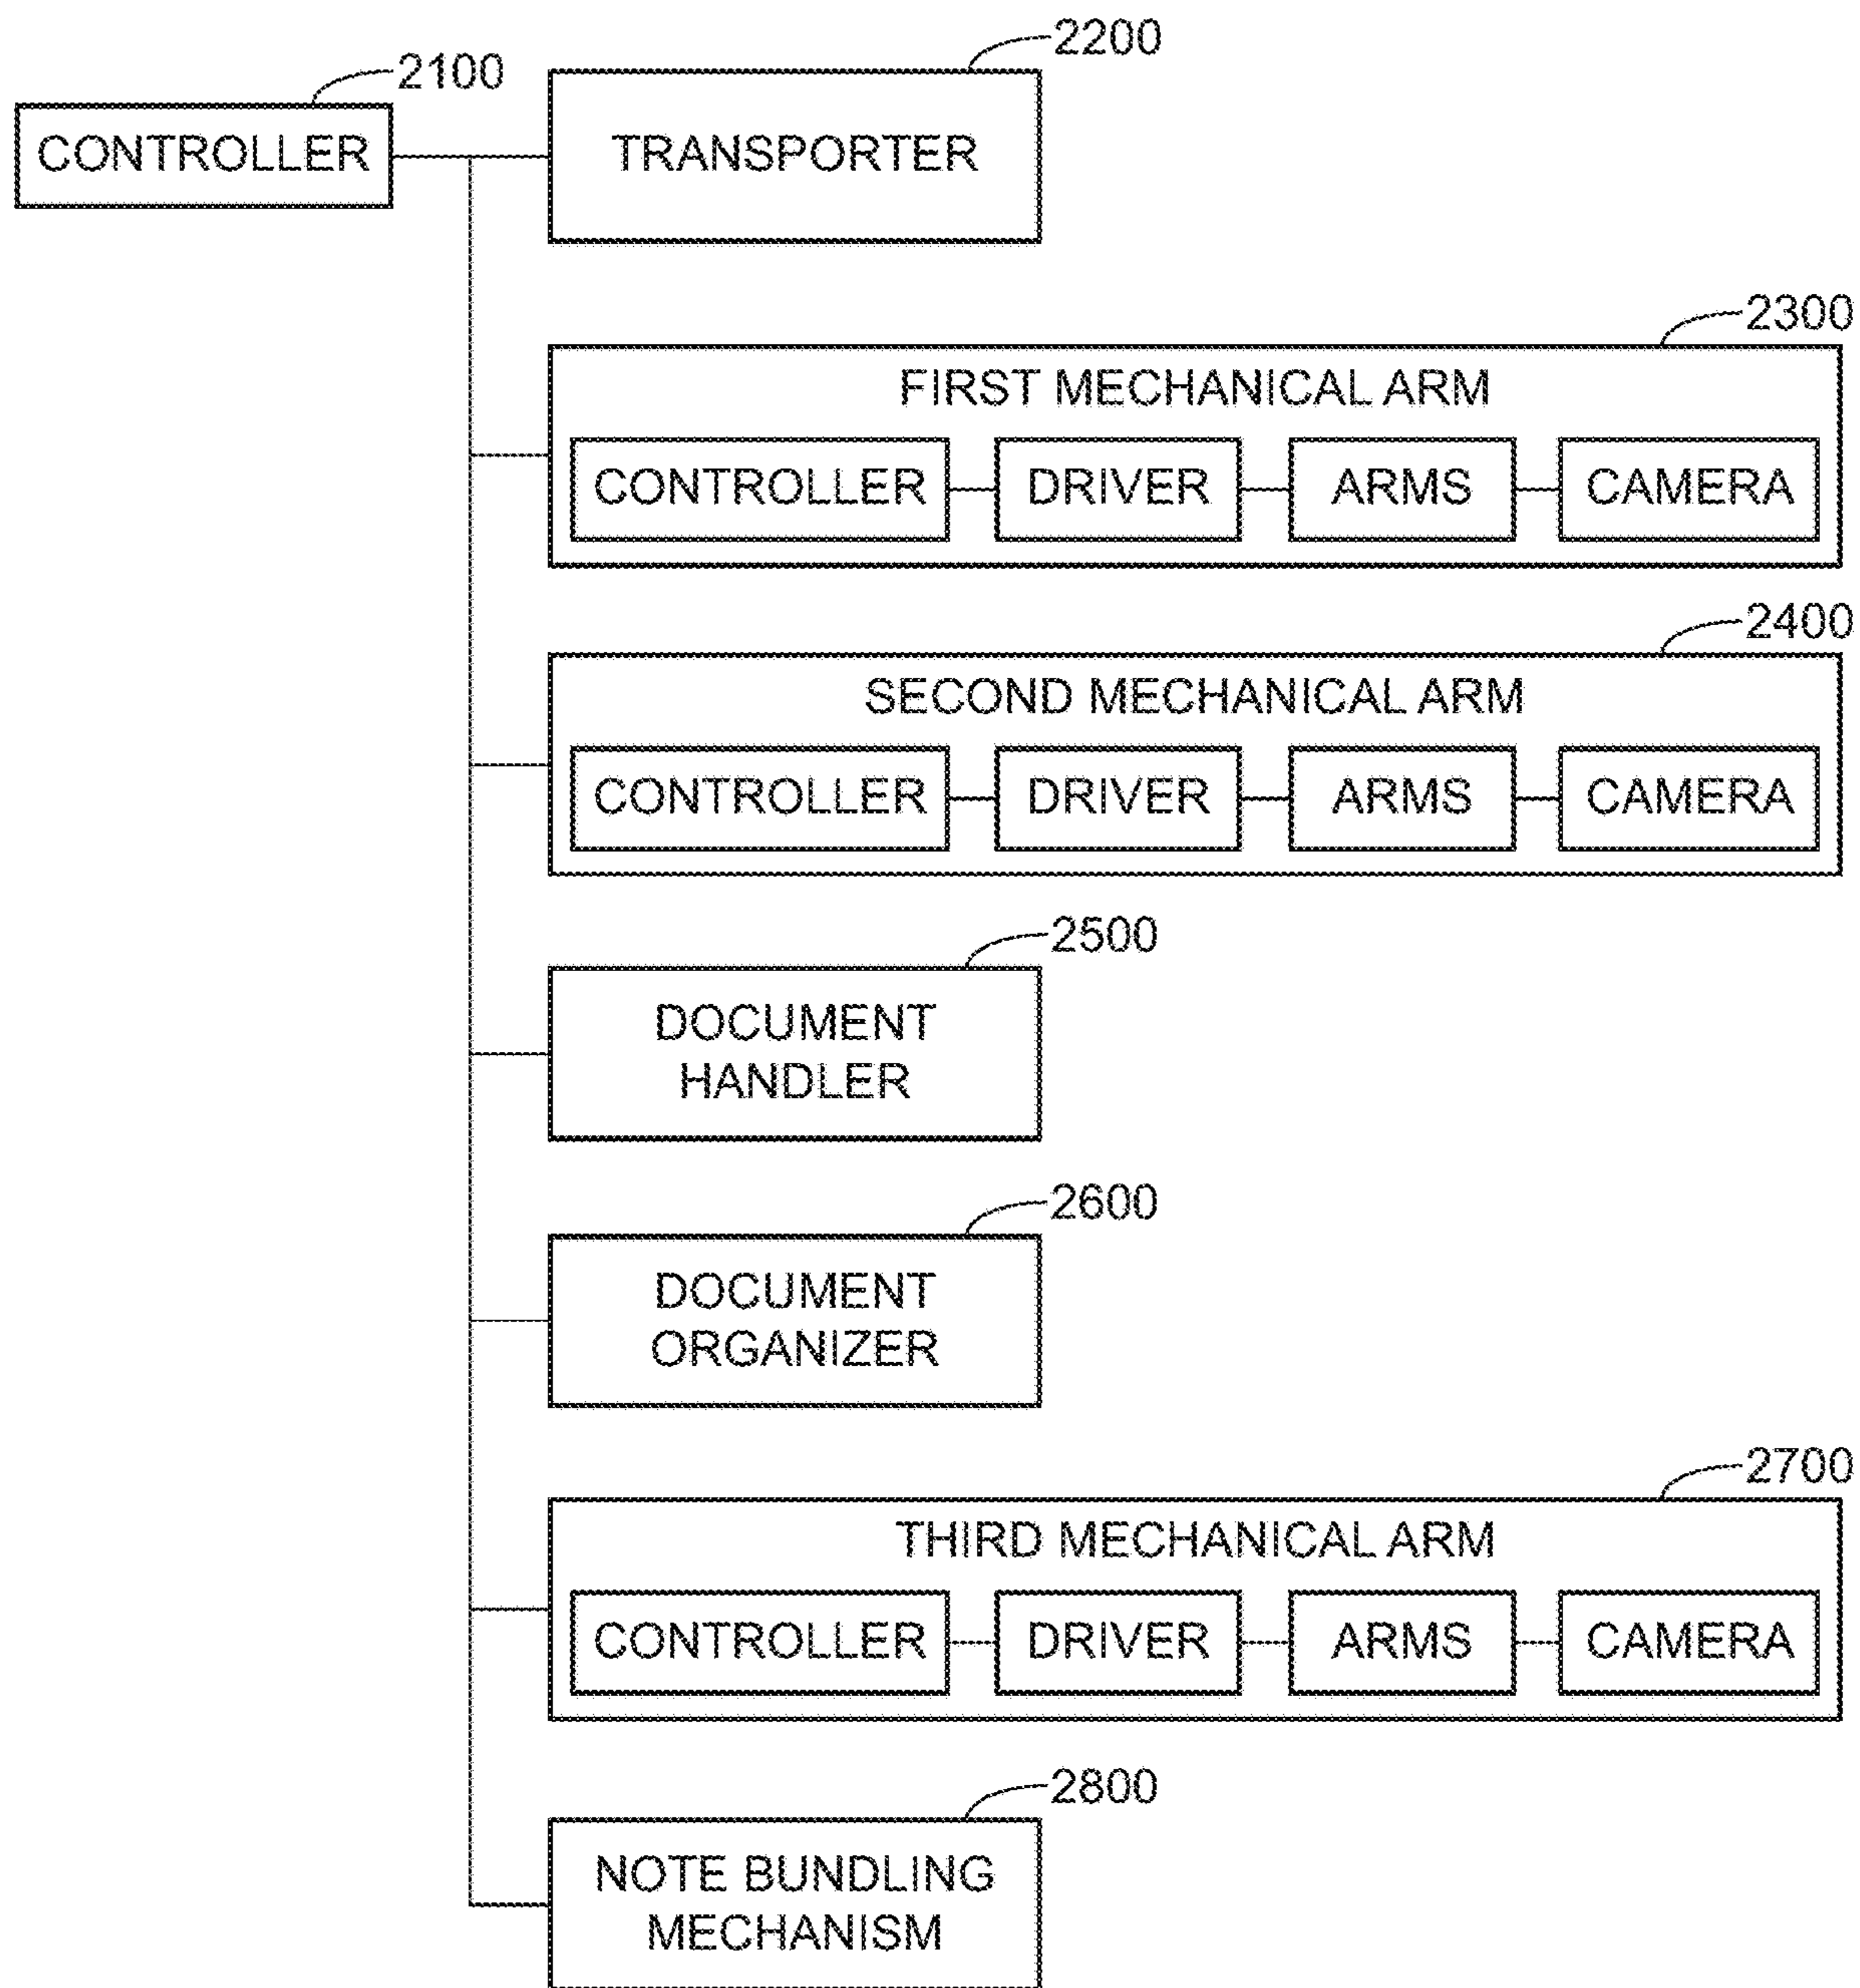 2100
CONTROLLER
2200
TRANSPORTER
2300
FIRST MECHANICAL ARM
CONTROLLER DRIVER ARMS CAMERA
2400
SECOND MECHANICAL ARM
CONTROLLER DRIVER ARMS CAMERA
2500
DOCUMENT
HANDLER
2600
DOCUMENT
ORGANIZER
2700
THIRD MECHANICAL ARM
CONTROLLER DRIVER ARMS CAMERA
2800
NOTE BUNDLING
MECHANISM